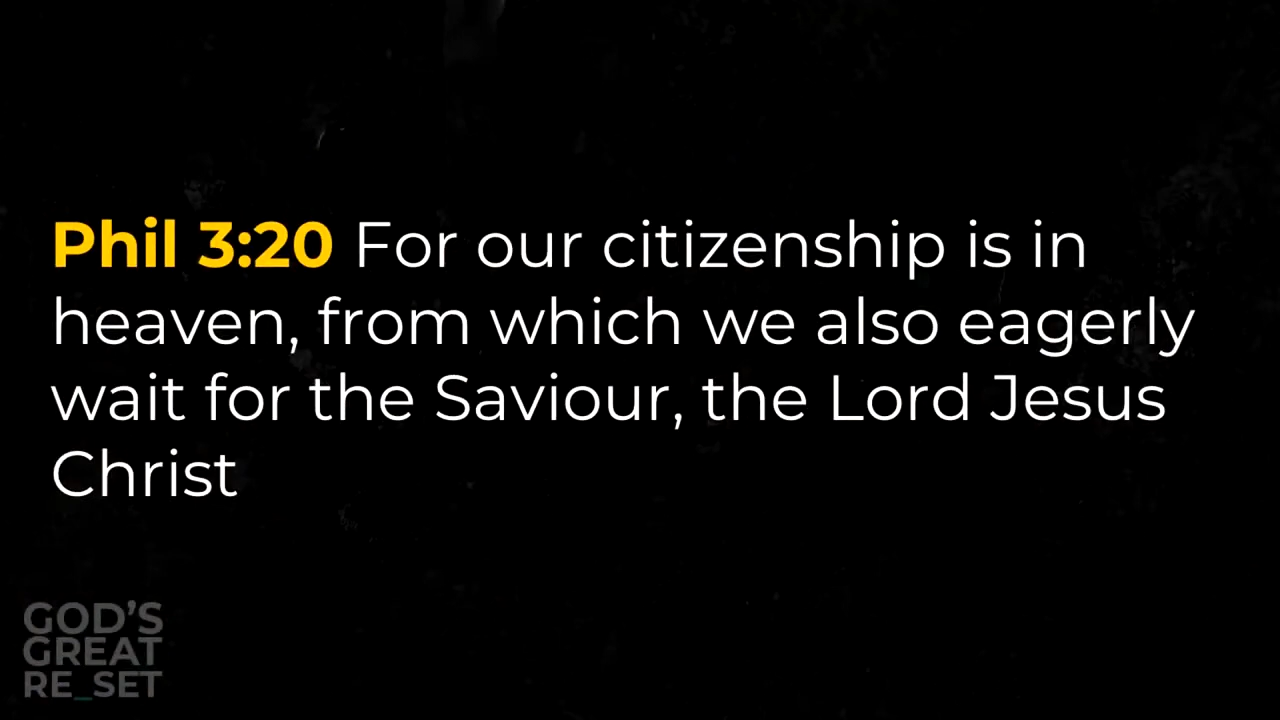 Phil 3:20 For our citizenship is in
heaven, from which we also eagerly
wait for the Saviour, the Lord Jesus
Christ
GOD'S
GREAT
RE_SET